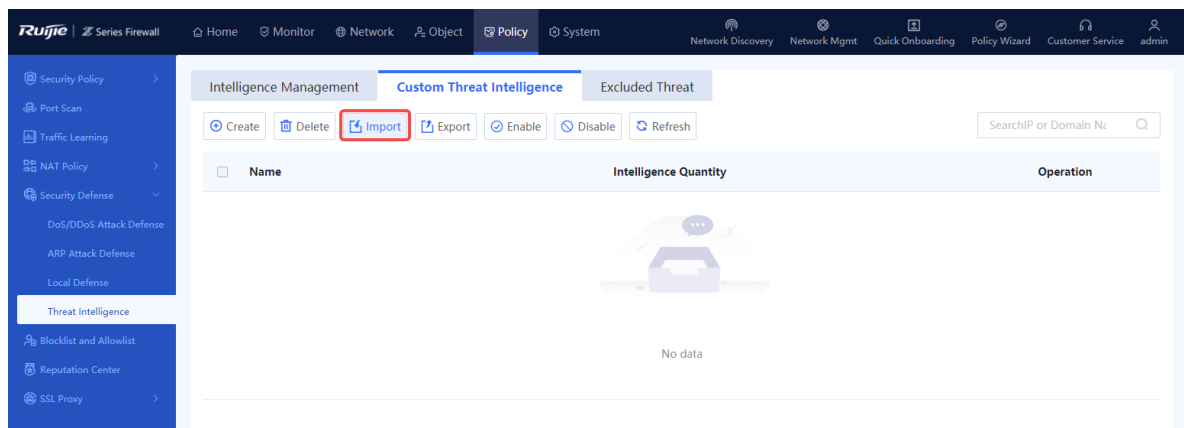 Ruijie | Z Series Firewall
Home
Monitor
Network
Object
Policy
System
Network Discovery
Network Mgmt
Quick Onboarding
Policy Wizard
Customer Service
admin
Security Policy
Port Scan
Traffic Learning
NAT Policy
Security Defense
DoS/DDoS Attack Defense
ARP Attack Defense
Local Defense
Threat Intelligence
Blocklist and Allowlist
Reputation Center
SSL Proxy
Intelligence Management
Custom Threat Intelligence
Excluded Threat
Create
Delete
Import
Export
Enable
Disable
Refresh
SearchIP or Domain Na
Name
Intelligence Quantity
Operation
No data